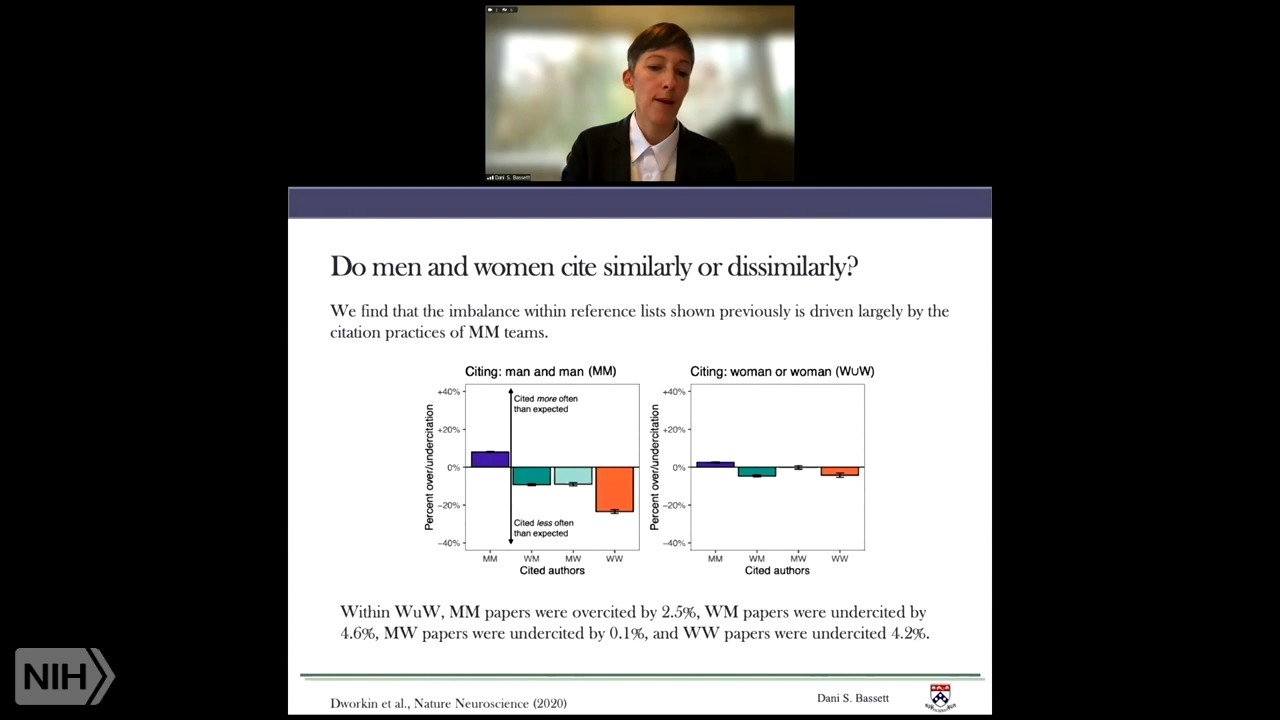 Dani S. Bassett
Do men and women cite similarly or dissimilarly?
We find that the imbalance within reference lists shown previously is driven largely by the
citation practices of MM teams.
Citing: man and man (MM)
Percent over/undercitation
+40%
+20%
0%
−20%
−40%
Cited more often
than expected
Cited less often
than expected
MM WM MW WW
Cited authors
Citing: woman or woman (W∪W)
Percent over/undercitation
+40%
+20%
0%
−20%
−40%
MM WM MW WW
Cited authors
Within WuW, MM papers were overcited by 2.5%, WM papers were undercited by
4.6%, MW papers were undercited by 0.1%, and WW papers were undercited 4.2%.
NIH
Dworkin et al., Nature Neuroscience (2020)
Dani S. Bassett